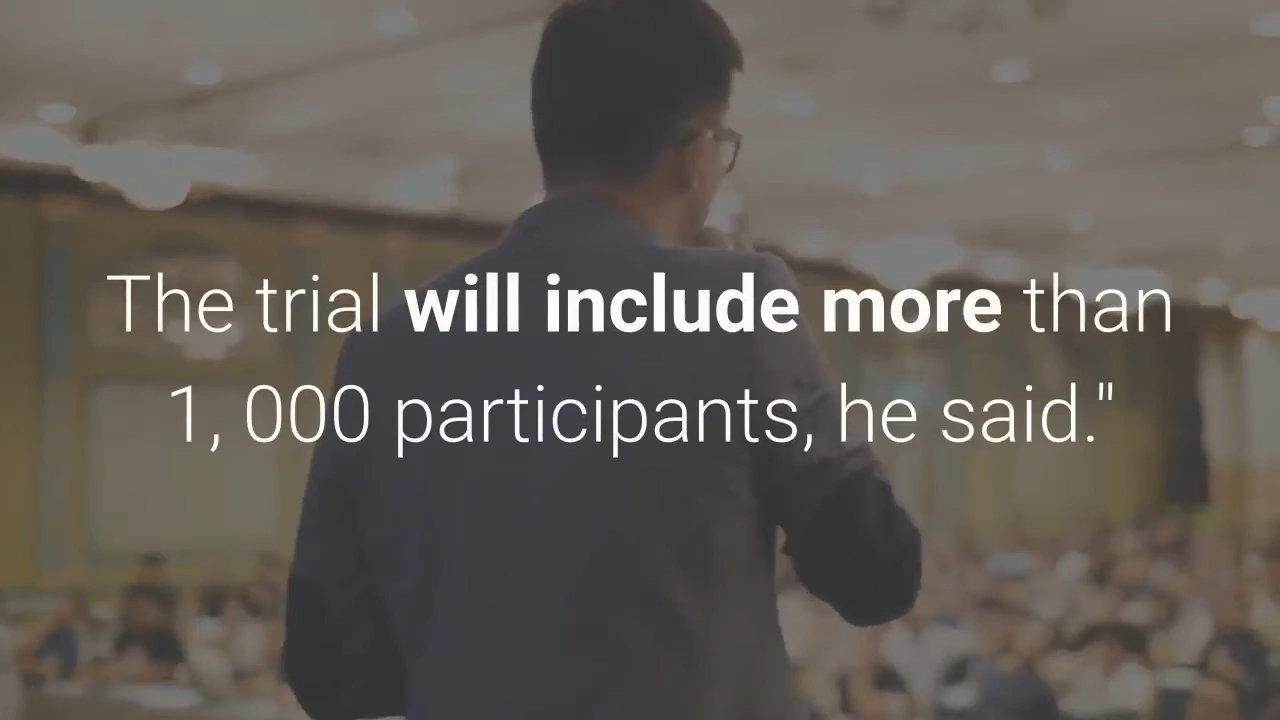 The trial will include more than
1, 000 participants, he said."